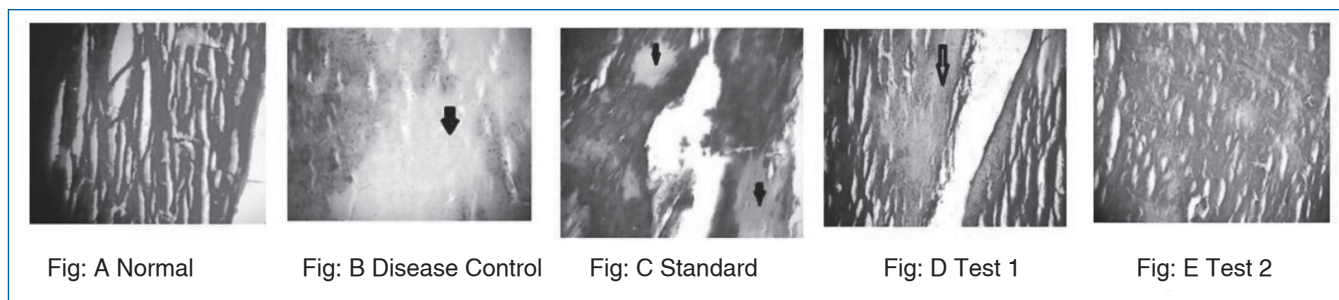 Fig: A Normal
Fig: B Disease Control
Fig: C Standard
Fig: D Test 1
Fig: E Test 2